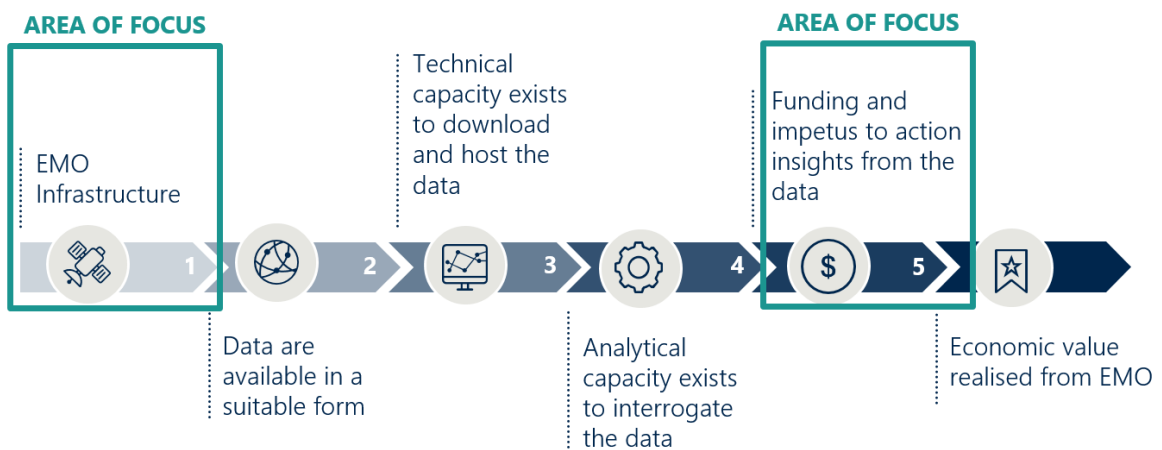 AREA OF FOCUS
EMO
Infrastructure
1
Data are
available in a
suitable form
2
Technical
capacity exists
to download
and host the
data
3
Analytical
capacity exists
to interrogate
the data
4
AREA OF FOCUS
Funding and
impetus to action
insights from the
data
$
5
Economic value
realised from EMO